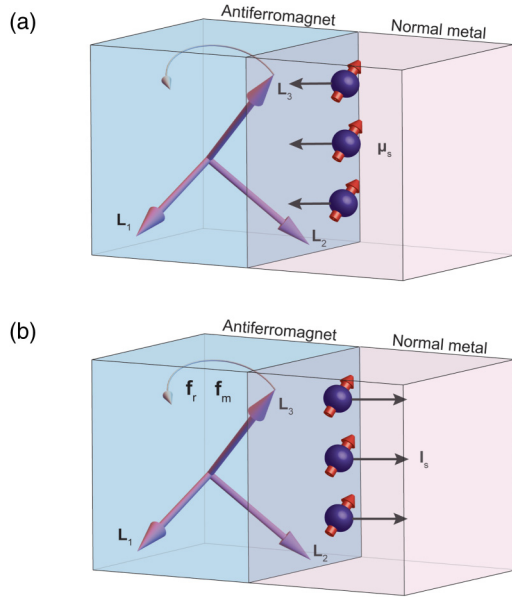 (a)
Antiferromagnet
Normal metal
L₃
μₛ
L₁
L₂
(b)
Antiferromagnet
Normal metal
fᵣ fₘ
L₃
Iₛ
L₁
L₂